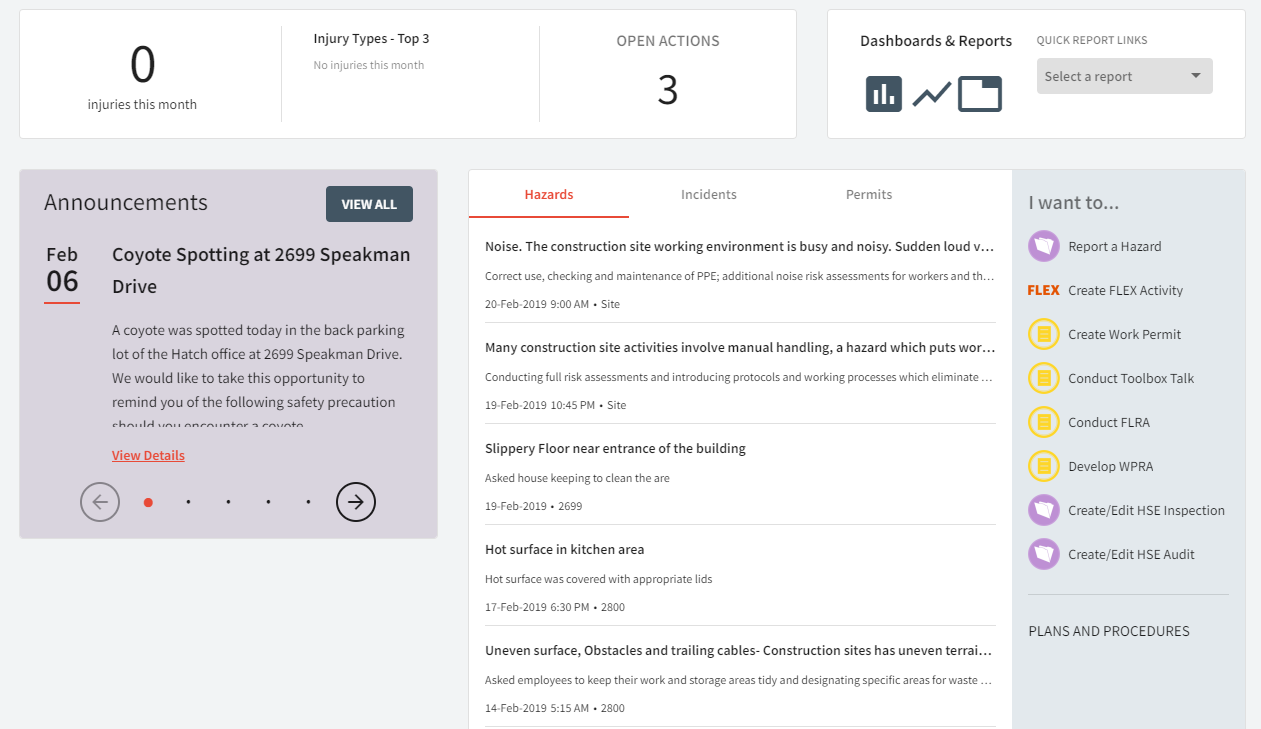 0
injuries this month
Injury Types - Top 3
No injuries this month
OPEN ACTIONS
3
Dashboards & Reports
QUICK REPORT LINKS
Select a report
Announcements
VIEW ALL
Feb
06
Coyote Spotting at 2699 Speakman
Drive
A coyote was spotted today in the back parking
lot of the Hatch office at 2699 Speakman Drive.
We would like to take this opportunity to
remind you of the following safety precaution
should you encounter a coyote
View Details
Hazards
Incidents
Permits
Noise. The construction site working environment is busy and noisy. Sudden loud v...
Correct use, checking and maintenance of PPE; additional noise risk assessments for workers and th...
20-Feb-2019 9:00 AM • Site
Many construction site activities involve manual handling, a hazard which puts wor...
Conducting full risk assessments and introducing protocols and working processes which eliminate ...
19-Feb-2019 10:45 PM • Site
Slippery Floor near entrance of the building
Asked house keeping to clean the are
19-Feb-2019 • 2699
Hot surface in kitchen area
Hot surface was covered with appropriate lids
17-Feb-2019 6:30 PM • 2800
Uneven surface, Obstacles and trailing cables- Construction sites has uneven terrai...
Asked employees to keep their work and storage areas tidy and designating specific areas for waste ...
14-Feb-2019 5:15 AM • 2800
I want to...
Report a Hazard
FLEX Create FLEX Activity
Create Work Permit
Conduct Toolbox Talk
Conduct FLRA
Develop WPRA
Create/Edit HSE Inspection
Create/Edit HSE Audit
PLANS AND PROCEDURES